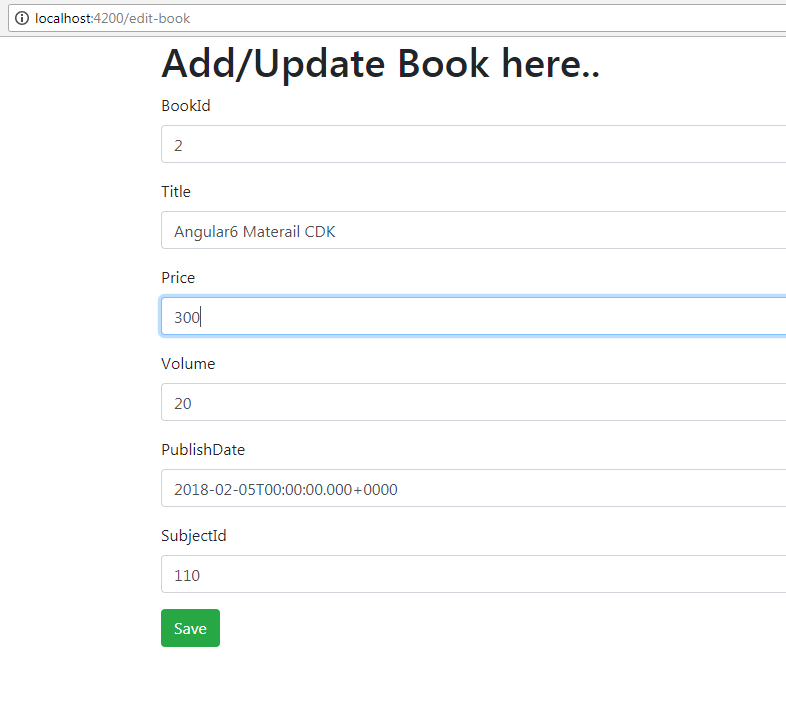 localhost:4200/edit-book
Add/Update Book here..
BookId
2
Title
Angular6 Materail CDK
Price
300
Volume
20
PublishDate
2018-02-05T00:00:00.000+0000
SubjectId
110
Save